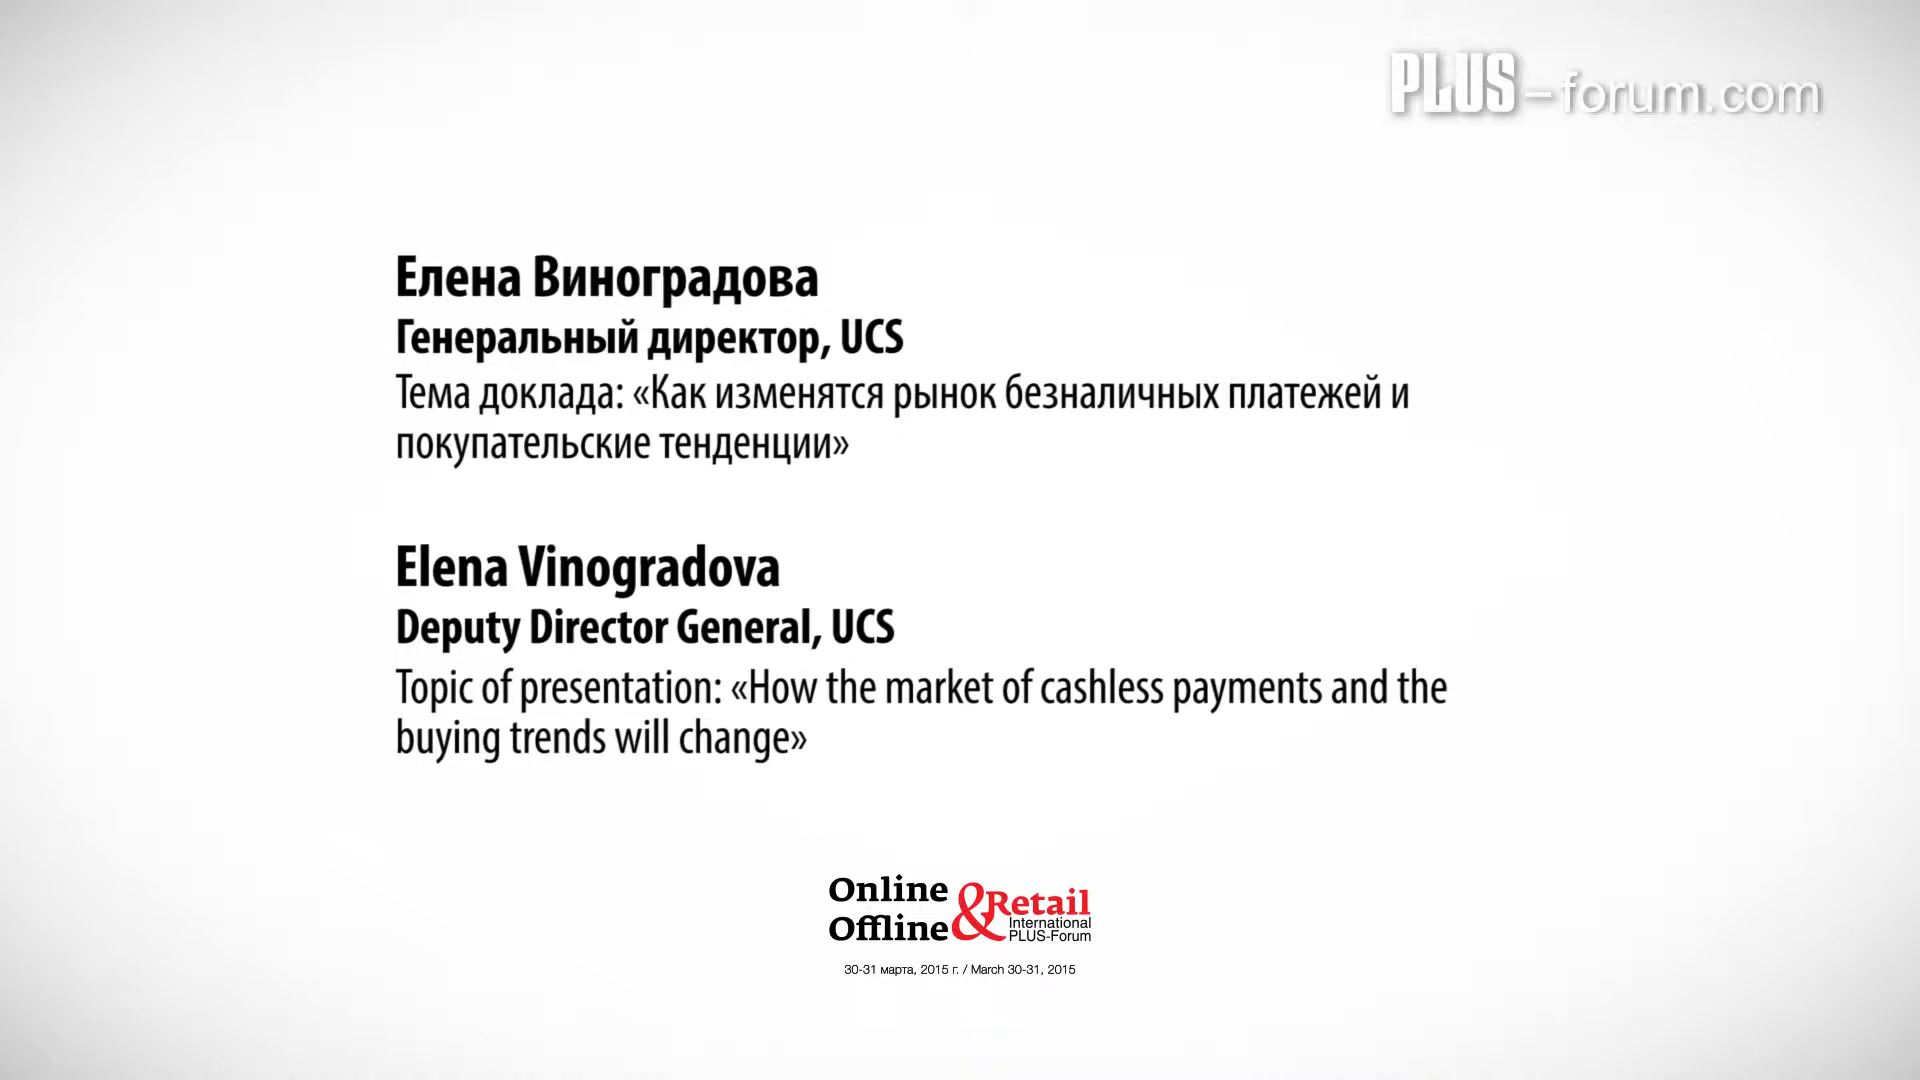 PLUS-forum.com
Елена Виноградова
Генеральный директор, UCS
Тема доклада: «Как изменятся рынок безналичных платежей и
покупательские тенденции»
Elena Vinogradova
Deputy Director General, UCS
Topic of presentation: «How the market of cashless payments and the
buying trends will change»
Online
Offline
& Retail
International
PLUS-Forum
30-31 марта, 2015 г. / March 30-31, 2015